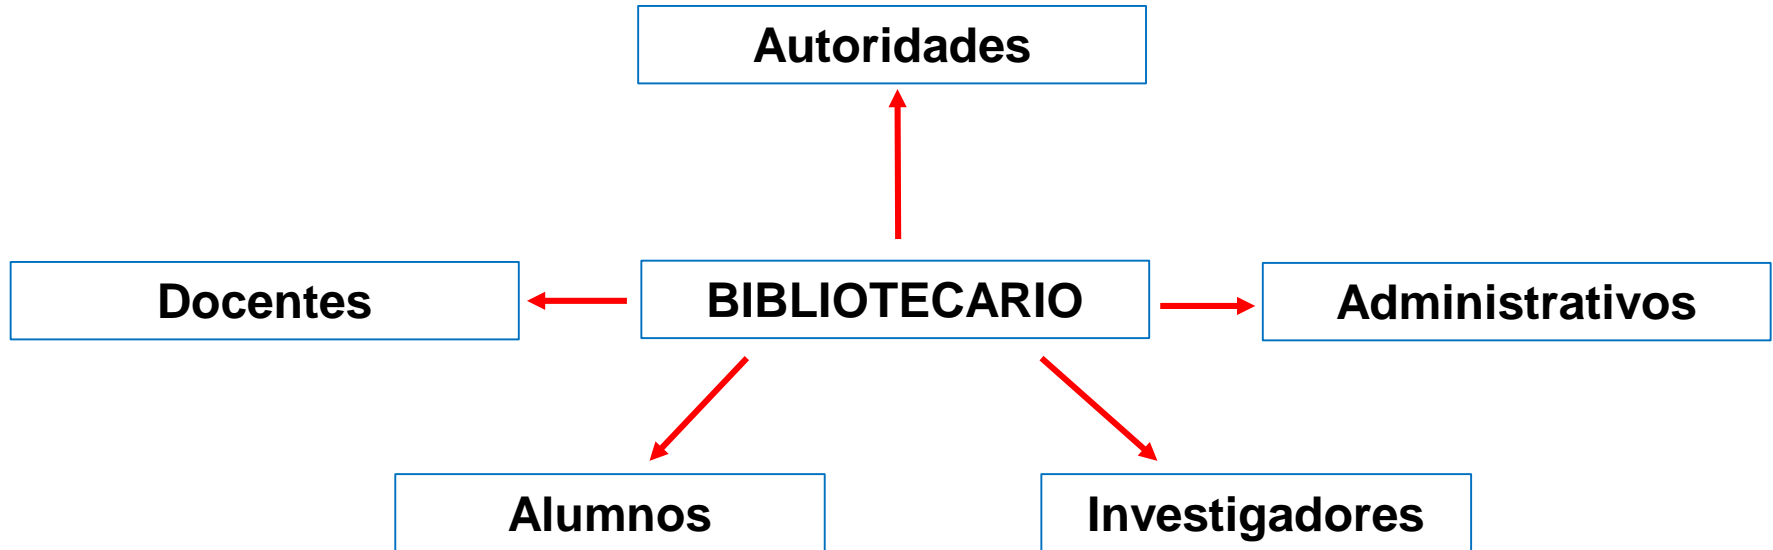 Autoridades
Docentes
BIBLIOTECARIO
Administrativos
Alumnos
Investigadores